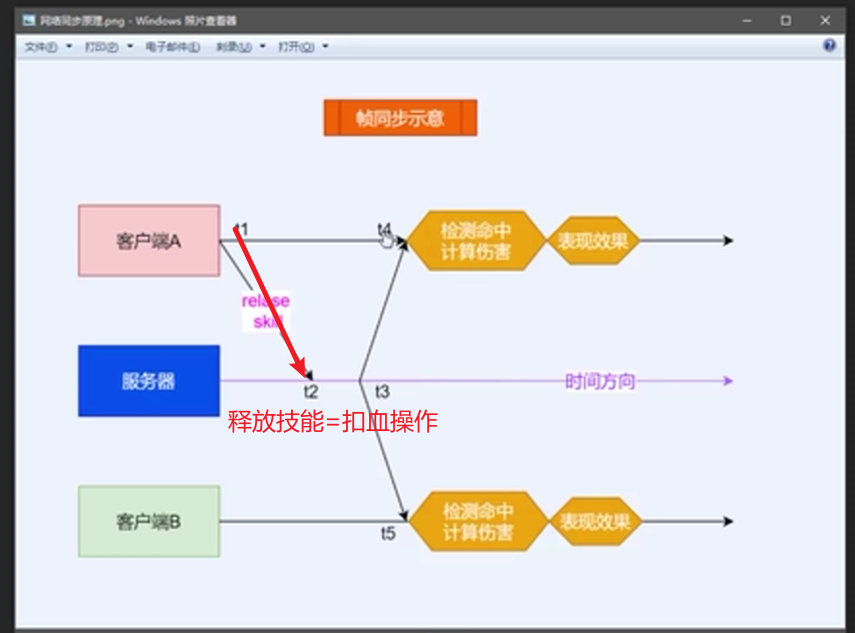 网络同步原理.png - Windows 照片查看器
文件(F) 打印(P) 电子邮件(E) 刻录(U) 打开(O)
帧同步示意
t1
t4
客户端A
检测命中
计算伤害
表现效果
relase
skill
服务器
时间方向
t2
t3
释放技能=扣血操作
客户端B
检测命中
计算伤害
表现效果
t5